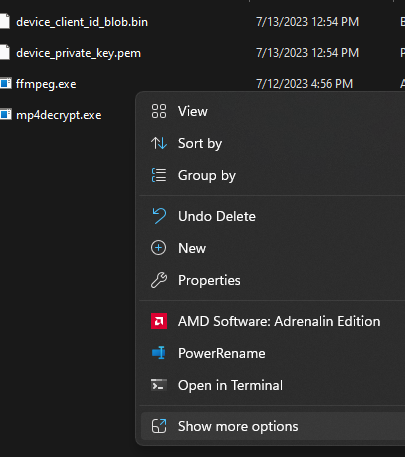 device_client_id_blob.bin 7/13/2023 12:54 PM
device_private_key.pem 7/13/2023 12:54 PM
ffmpeg.exe 7/12/2023 4:56 PM
mp4decrypt.exe
View
Sort by
Group by
Undo Delete
New
Properties
AMD Software: Adrenalin Edition
PowerRename
Open in Terminal
Show more options